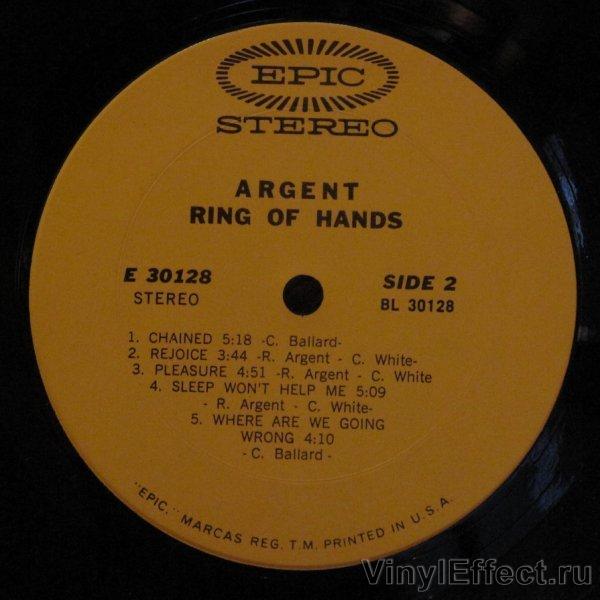 EPIC
STEREO
ARGENT
RING OF HANDS
E 30128
STEREO
SIDE 2
BL 30128
1. CHAINED 5:18 -C. Ballard-
2. REJOICE 3:44 -R. Argent - C. White-
3. PLEASURE 4:51 -R. Argent - C. White
4. SLEEP WON'T HELP ME 5:09
- R. Argent - C. White-
5. WHERE ARE WE GOING
WRONG 4:10
- C. Ballard -
"EPIC," MARCAS REG. T.M. PRINTED IN U.S.A.
VinylEffect.ru